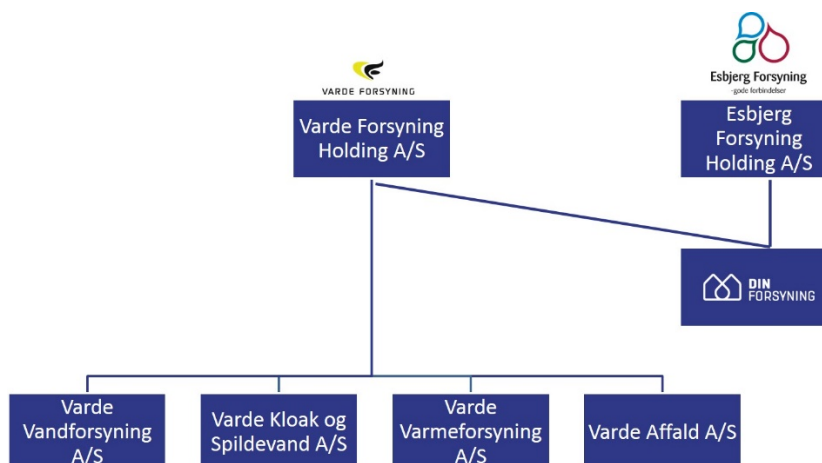 VARDE FORSYNING
Varde Forsyning
Holding A/S
Esbjerg Forsyning
-gode forbindelser
Esbjerg
Forsyning
Holding A/S
DIN
FORSYNING
Varde
Vandforsyning
A/S
Varde Kloak og
Spildevand A/S
Varde
Varmeforsyning
A/S
Varde Affald A/S